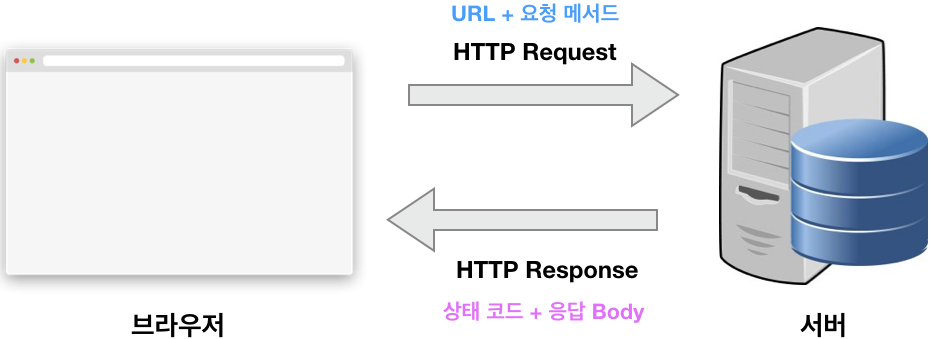 URL + 요청 메서드
HTTP Request
HTTP Response
상태 코드 + 응답 Body
브라우저
서버